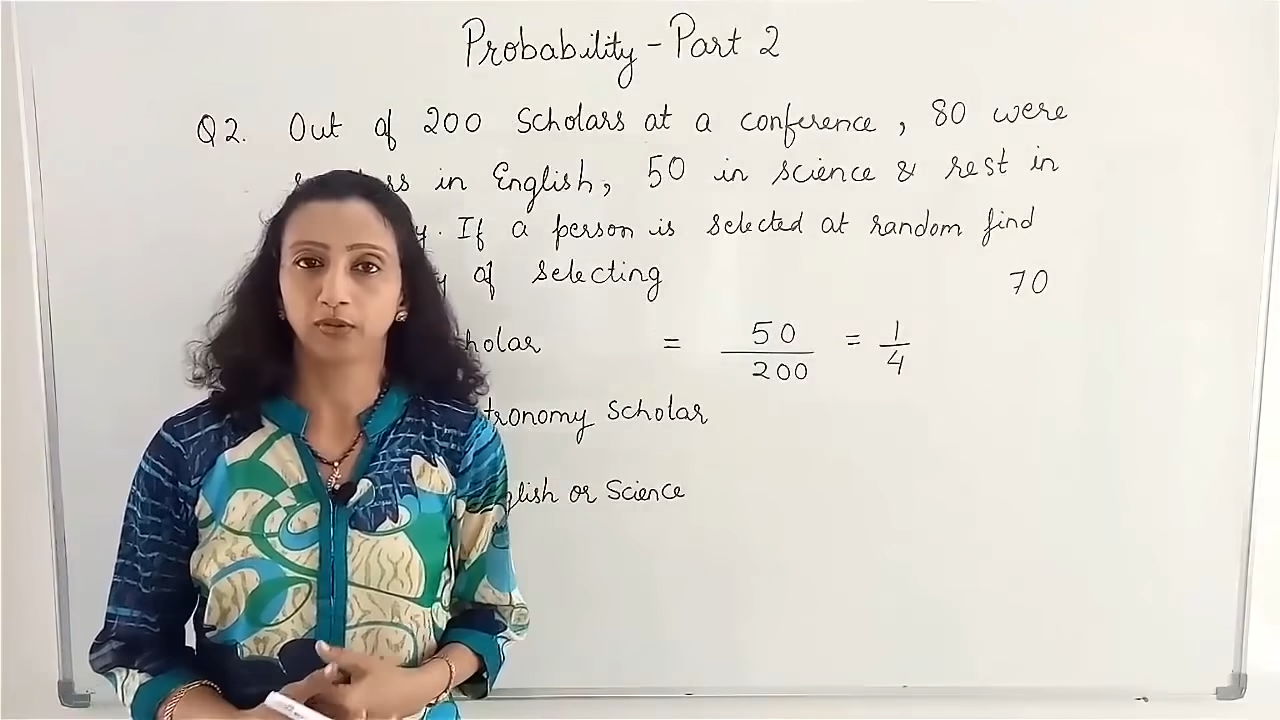 Probability - Part 2
Q2. Out of 200 Scholars at a conference, 80 were
in English, 50 in science & rest in
If a person is selected at random find
of selecting
70
= 50/200 = 1/4
Scholar
English or Science